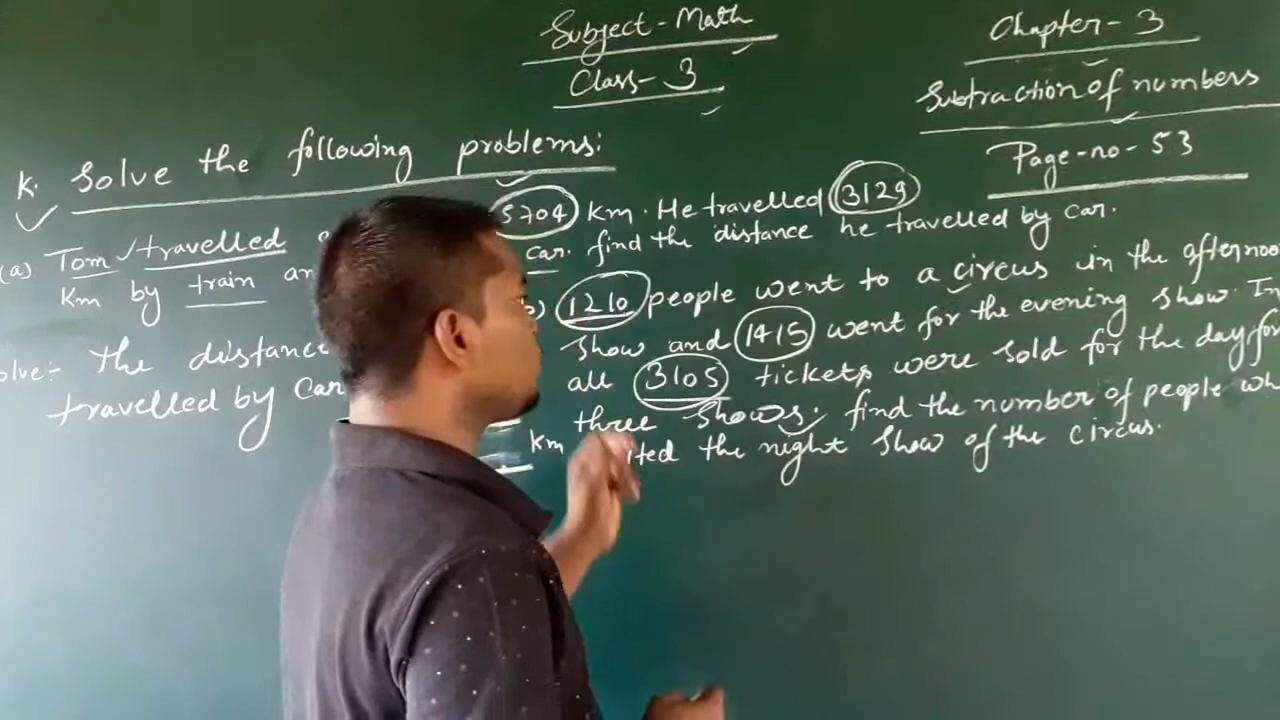 Subject - Math
Class - 3
Chapter - 3
Subtraction of numbers
Page - no - 53
K. Solve the following problems:
(a) Tom travelled 5704 Km. He travelled 3129
Km by train car. find the distance he travelled by car.
Solve:- the distance
travelled by Car
Km
b) 1210 people went to a circus in the afternoon
show and 1415 went for the evening show. In
all 3105 tickets were sold for the day for
three shows. find the number of people who
the night show of the circus.